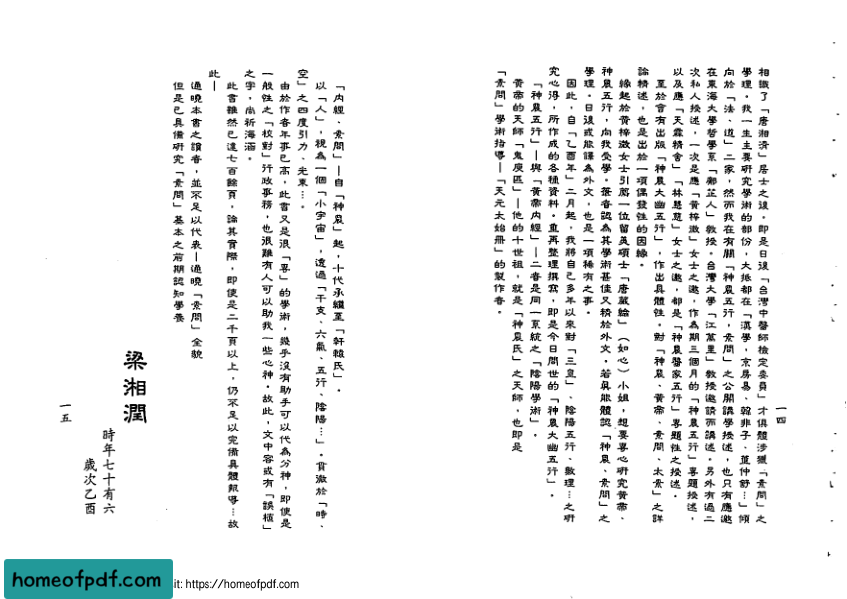 相識了「唐湘清」居士之後。即是日後「台灣中醫師檢定委員」才俱體涉獵「素問」之
學理。我一生主要研究學術的部份，大抵都在「漢學，京房易、韓非子、董仲舒…」傾
向於「法、道」二家，然而我在有關「神農五行，素問」之公開講學授述，也只有應邀
在東海大學哲學系「鄺芷人」教授。台灣大學「江萬里」教授邀請而講述。另外有過二
次私人授述，一次是應「黃梓澂」女士之邀，作為期三個月的「神農五行」專題授述，
以及應「天霖精舍」「林慧慈」女士之邀，都是「神農醫家五行」專題性之授述。
至於會有出版「神農大幽五行」，作出具體性。對「神農、黃帝、素問、太素」之詳
論精述，也是出於一項偶發性的因緣。
緣起於黃梓澂女士引薦一位留英碩士「唐葳綸」（如心）小姐，想要專心研究黃帝、
神農五行，向我受學。筆者認為其學術甚佳又精於外文。若真能體認「神農、素問」之
學理。日後或能譯為外文，也是一項稀有之事。
因此，自「乙酉年」二月起，我將自己多年以來對「三皇」、陰陽五行、數理…之研
究心得，所作成的各種資料。重再整理撰寫，即是今日問世的「神農大幽五行」。
「神農五行」—與「黃帝內經」—二者是同一系統之「陰陽學術」。
黃帝的天師「鬼臾區」—他的十世祖，就是「神農氏」之天師，也即是
「素問」學術指導—「天元太始冊」的製作者。
一四
「內經、素問」—自「神農」起，十代承繼至「軒轅氏」。
以「人」，視為一個「小宇宙」，透過「干支、六氣、五行、陰陽…」。貫徹於「時、
空」之四度引力、光束…。
由於作者年事已高，此書又是很「專」的學術，幾乎沒有助手可以代為分神，即使是
一般性之「校對」行政事務，也很難有人可以助我一些心神。故此，文中容或有「誤植」
之字，尚祈海涵。
此書雖然已達七百餘頁，論其實際，即使是二千頁以上，仍不足以完備具體報導…故
此—
通曉本書之讀者，並不足以代表—通曉「素問」全貌
但是已具備研究「素問」基本之前期認知學養
梁湘潤
時年七十有六
歲次乙酉
一五
homeofpdf.com
it: https://homeofpdf.com